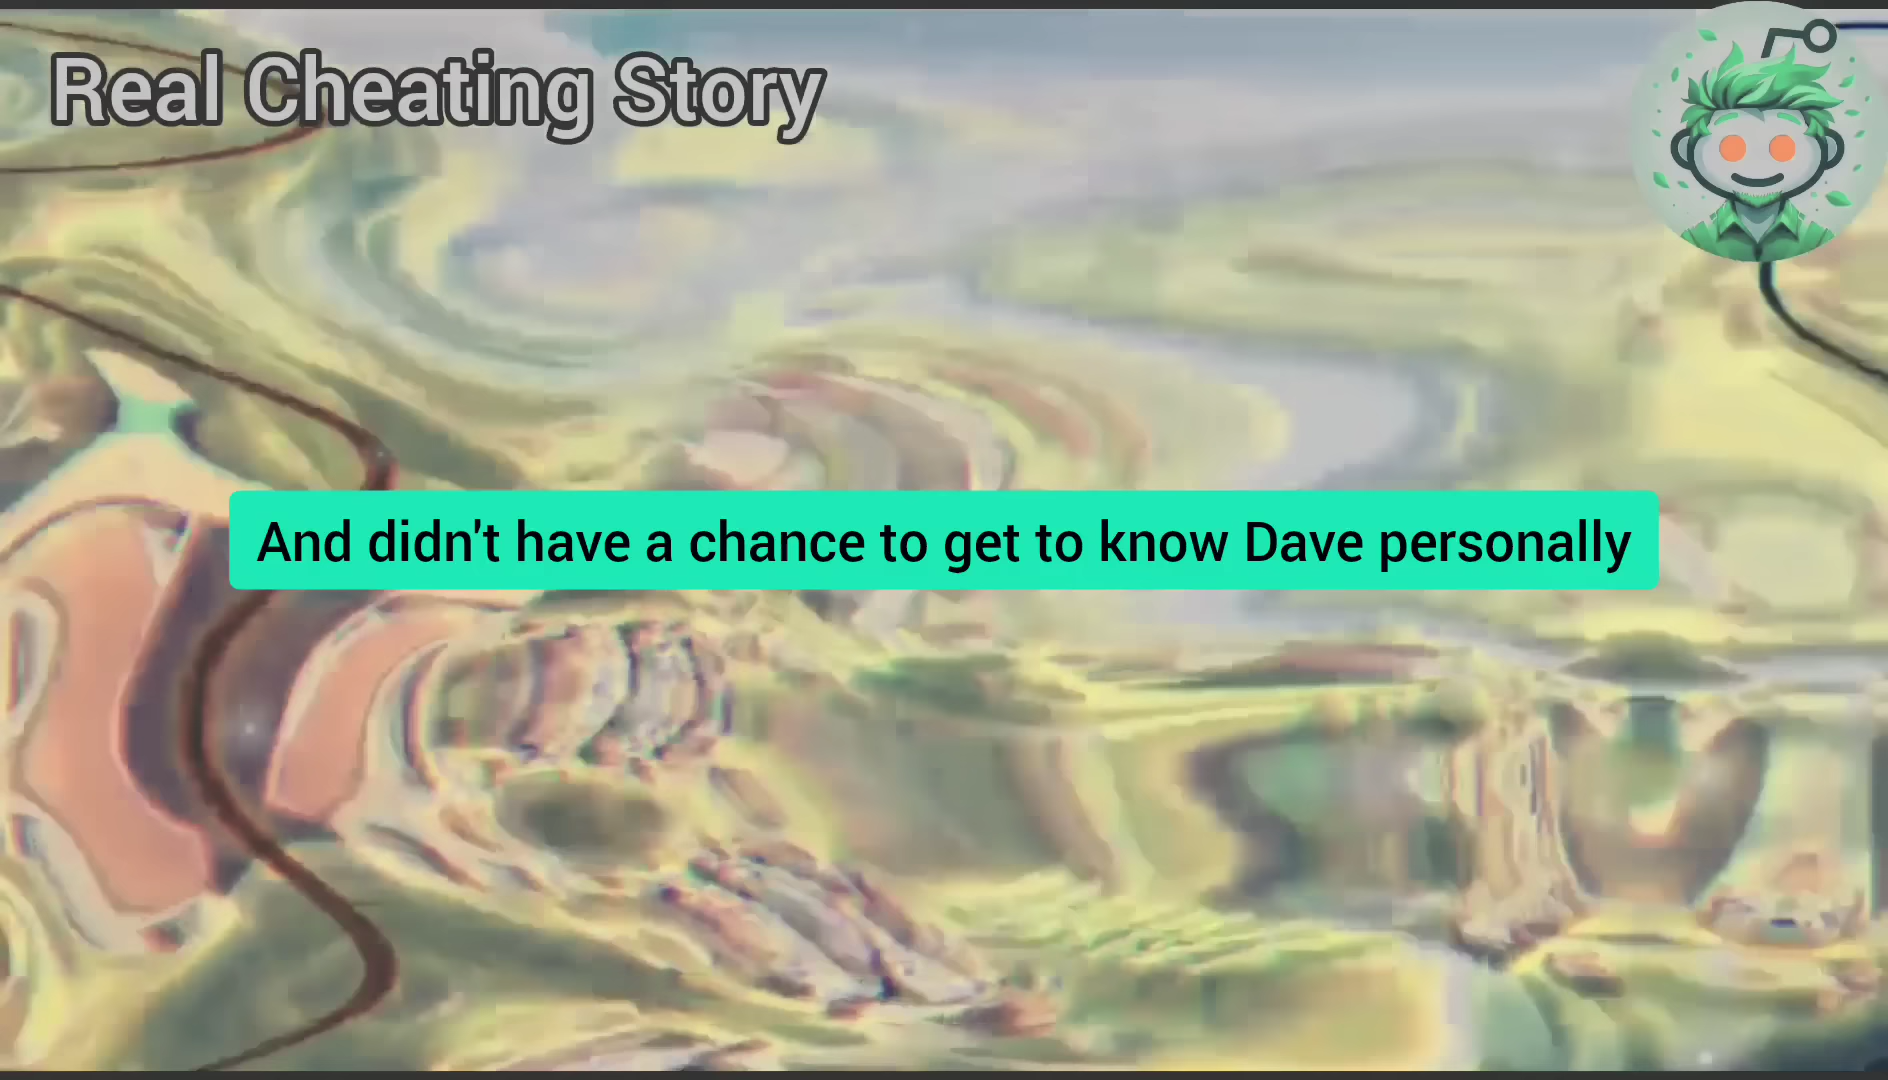 Real Cheating Story
And didn't have a chance to get to know Dave personally